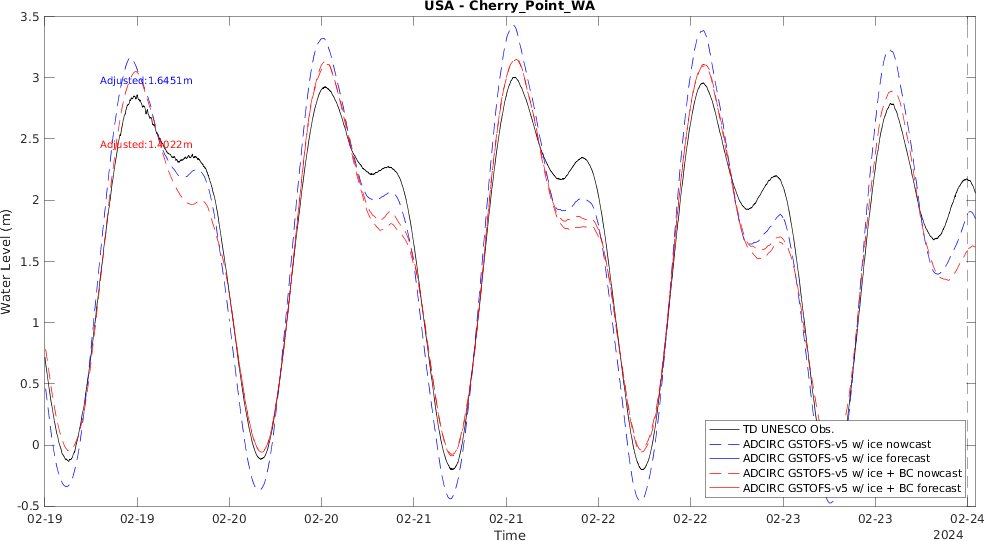 USA - Cherry_Point_WA
3.5
3
2.5
2
1.5
1
0.5
0
-0.5
Water Level (m)
Adjusted:1.6451m
Adjusted:1.4022m
TD UNESCO Obs.
ADCIRC GSTOFS-v5 w/ ice nowcast
ADCIRC GSTOFS-v5 w/ ice forecast
ADCIRC GSTOFS-v5 w/ ice + BC nowcast
ADCIRC GSTOFS-v5 w/ ice + BC forecast
02-19 02-19 02-20 02-20 02-21 02-21 02-22 02-22 02-23 02-23 02-24
Time
2024